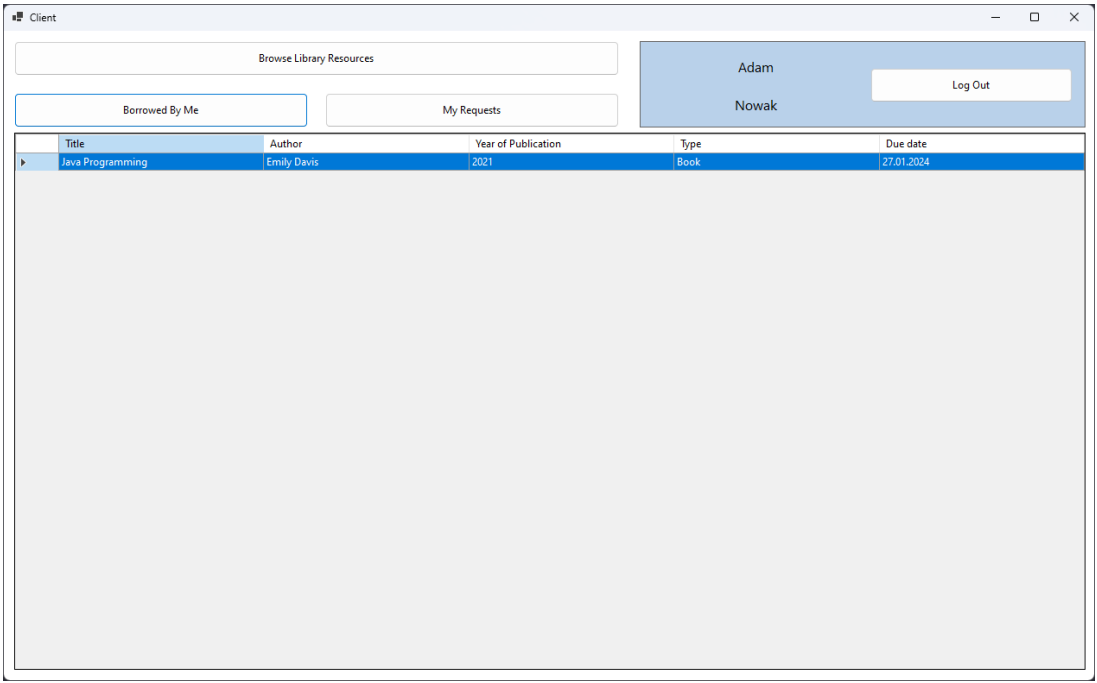 Client
Browse Library Resources
Borrowed By Me
My Requests
Adam
Nowak
Log Out
Title Author Year of Publication Type Due date
Java Programming Emily Davis 2021 Book 27.01.2024